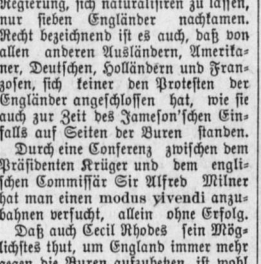 Regierung, sich naturalisiren zu lassen,
nur sieben Engländer nachkamen.
Recht bezeichnend ist es auch, daß von
allen anderen Ausländern, Amerika-
ner, Deutschen, Holländern und Fran-
zosen, sich keiner den Protesten der
Engländer angeschlossen hat, wie sie
auch zur Zeit des Jameson'schen Ein-
falls auf Seiten der Buren standen.
Durch eine Conferenz zwischen dem
Präsidenten Krüger und dem engli-
schen Commissär Sir Alfred Milner
hat man einen modus vivendi anzu-
bahnen versucht, allein ohne Erfolg.
Daß auch Cecil Rhodes sein Mög-
lichstes thut, um England immer mehr
gegen die Buren aufzuhetzen, ist wohl